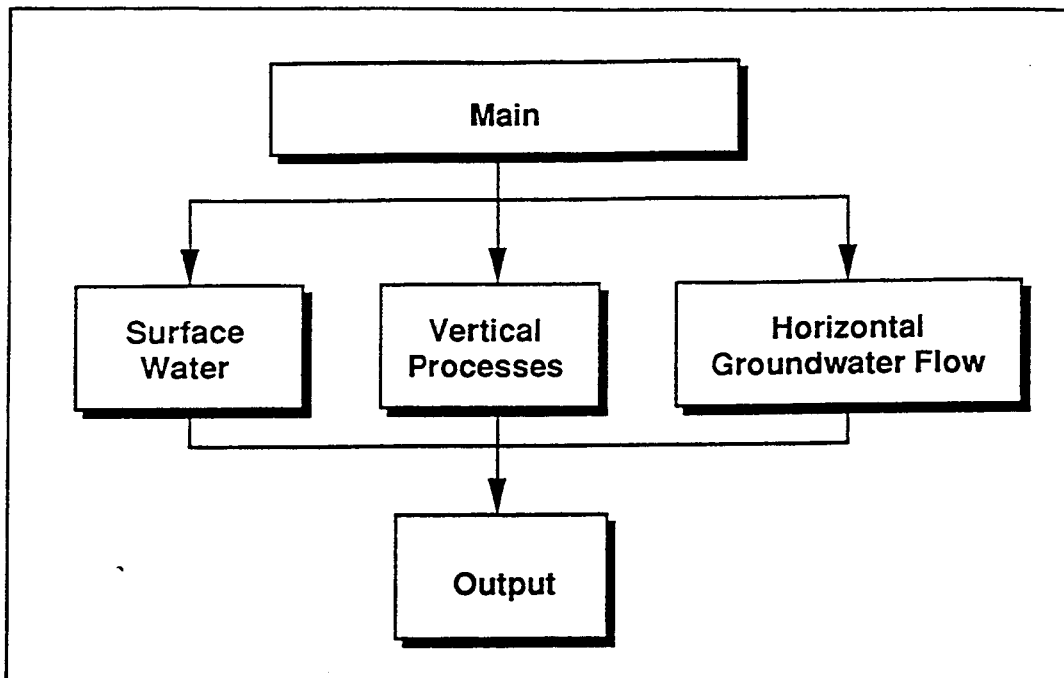 Main
Surface
Water
Vertical
Processes
Horizontal
Groundwater Flow
Output